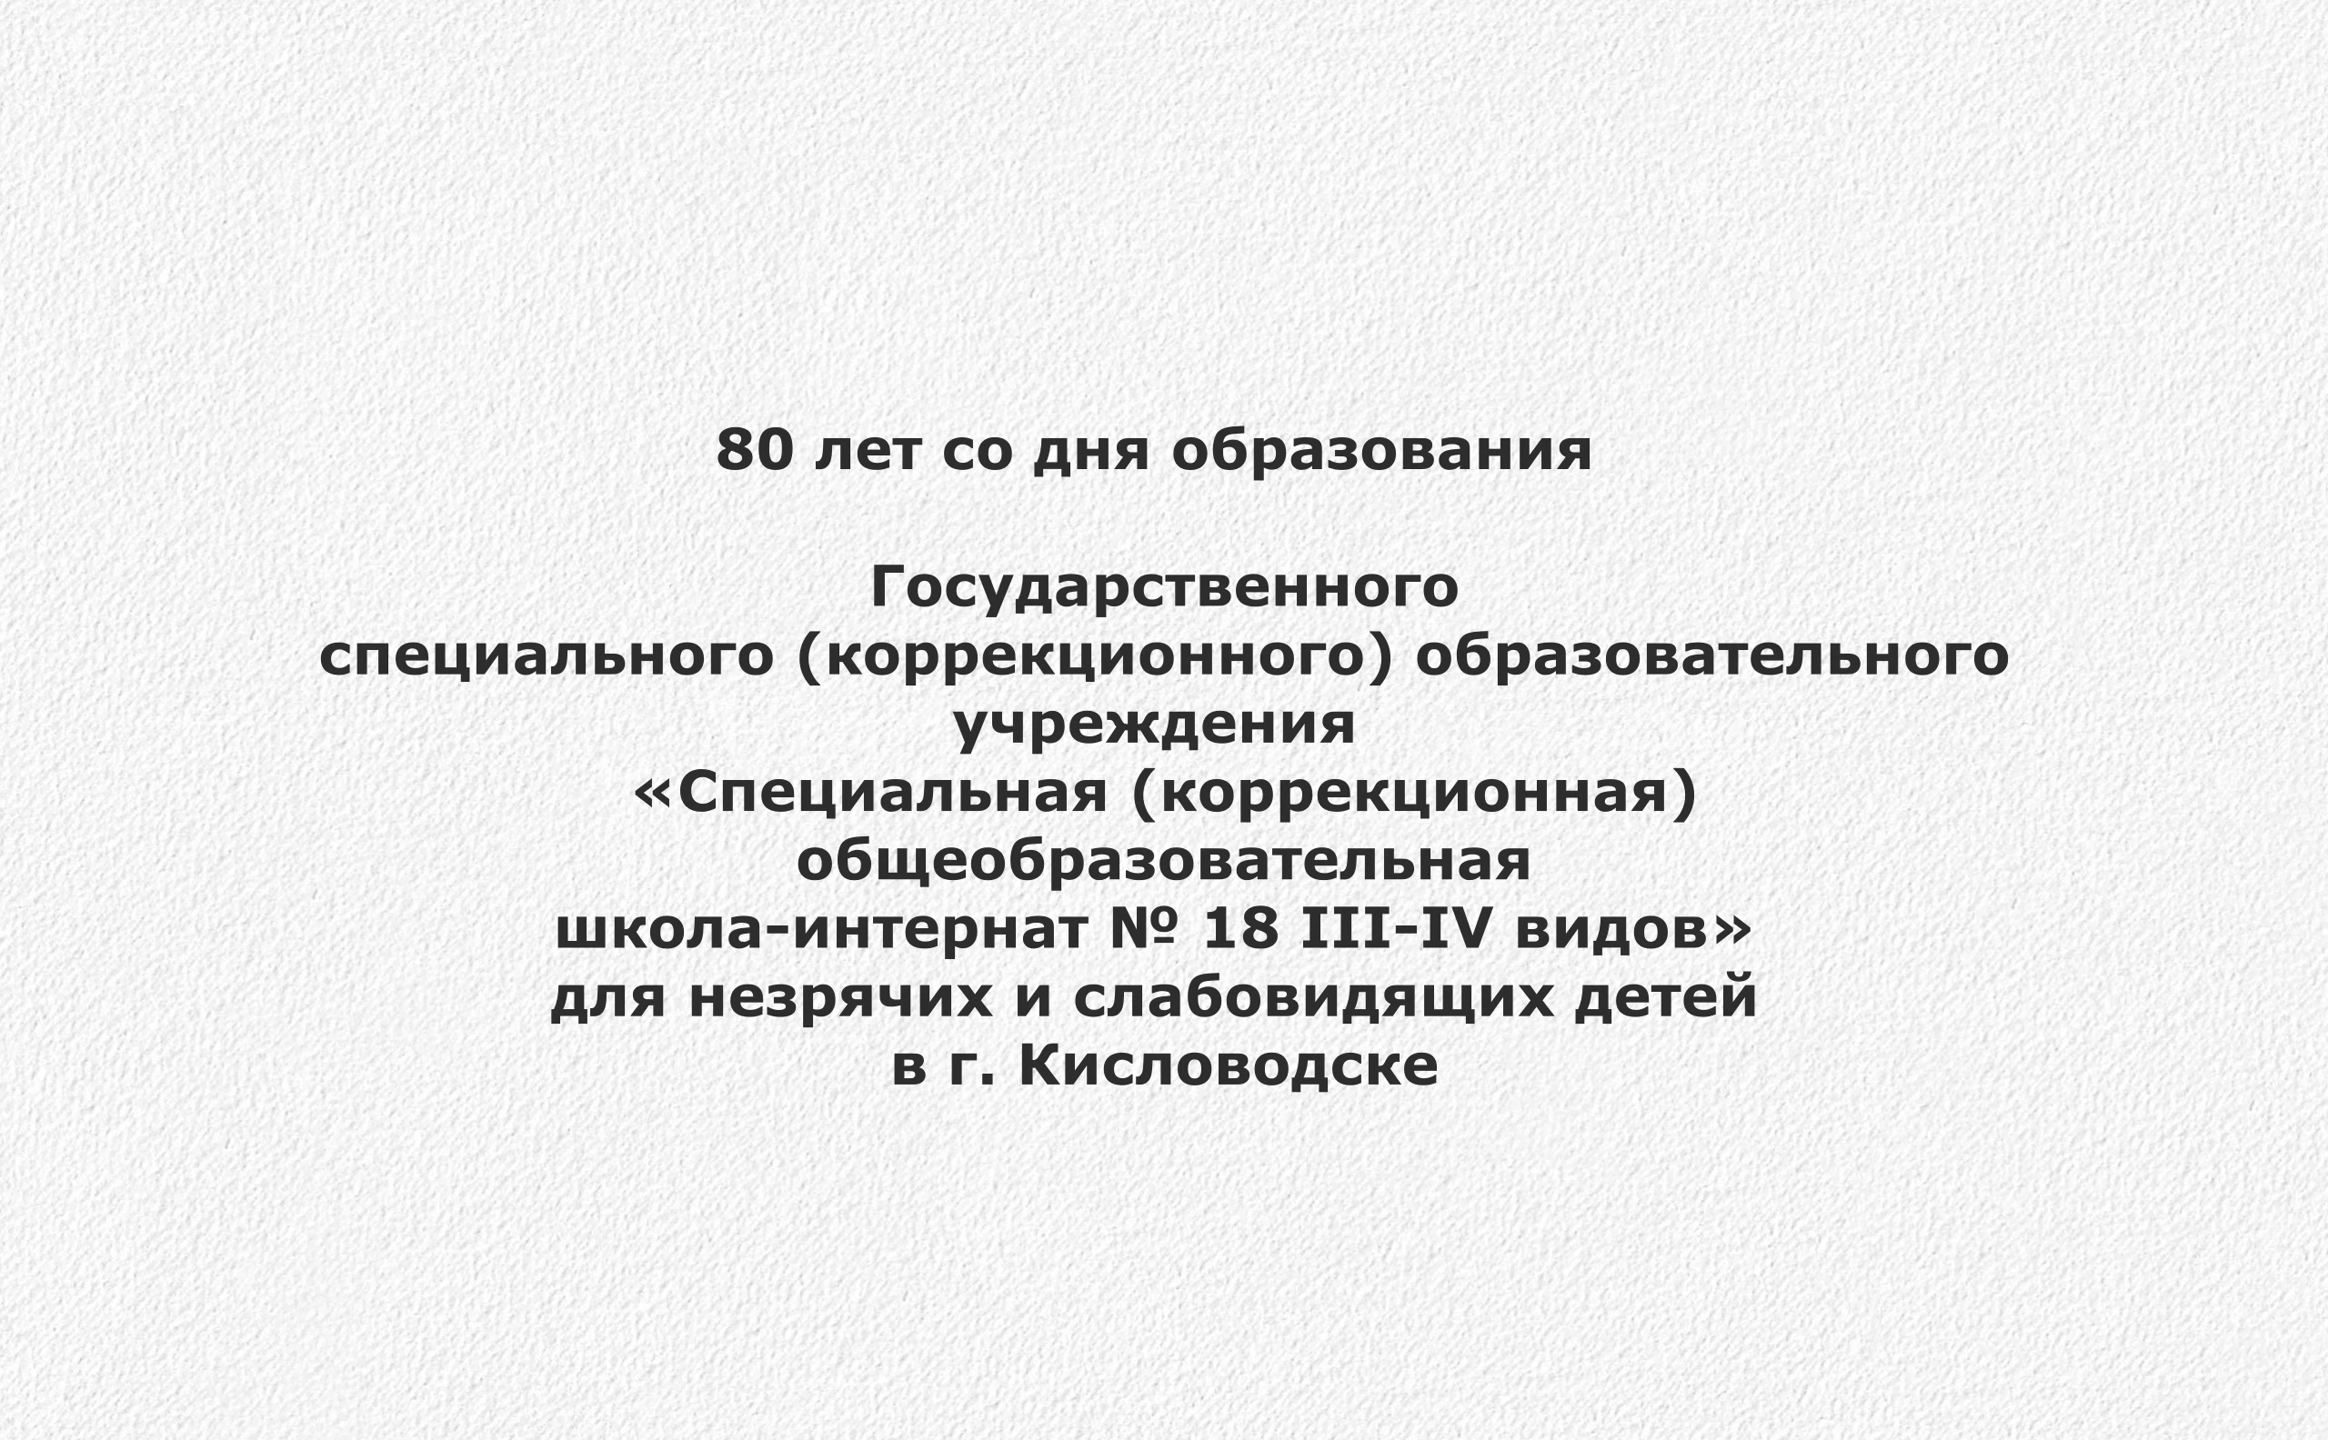 80 лет со дня образования
Государственного
специального (коррекционного) образовательного
учреждения
«Специальная (коррекционная)
общеобразовательная
школа-интернат № 18 III-IV видов»
для незрячих и слабовидящих детей
в г. Кисловодске